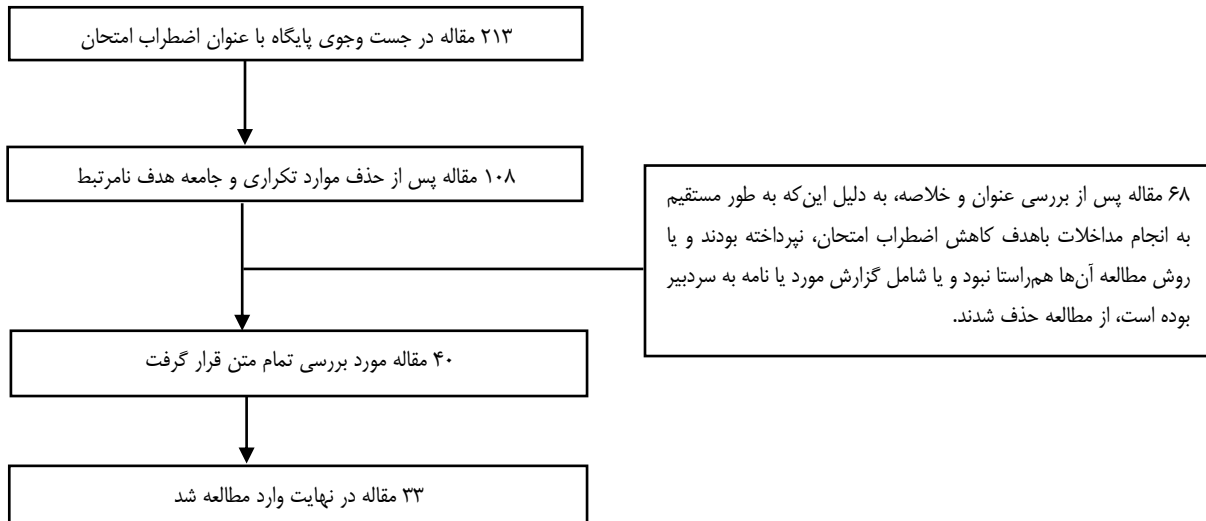 ۲۱۳ مقاله در جست وجوی پایگاه با عنوان اضطراب امتحان
۱۰۸ مقاله پس از حذف موارد تکراری و جامعه هدف نامرتبط
۶۸ مقاله پس از بررسی عنوان و خلاصه، به دلیل این‌که به طور مستقیم
به انجام مداخلات باهدف کاهش اضطراب امتحان، نپرداخته بودند و یا
روش مطالعه آن‌ها هم‌راستا نبود و یا شامل گزارش مورد یا نامه به سردبیر
بوده است، از مطالعه حذف شدند.
۴۰ مقاله مورد بررسی تمام متن قرار گرفت
۳۳ مقاله در نهایت وارد مطالعه شد